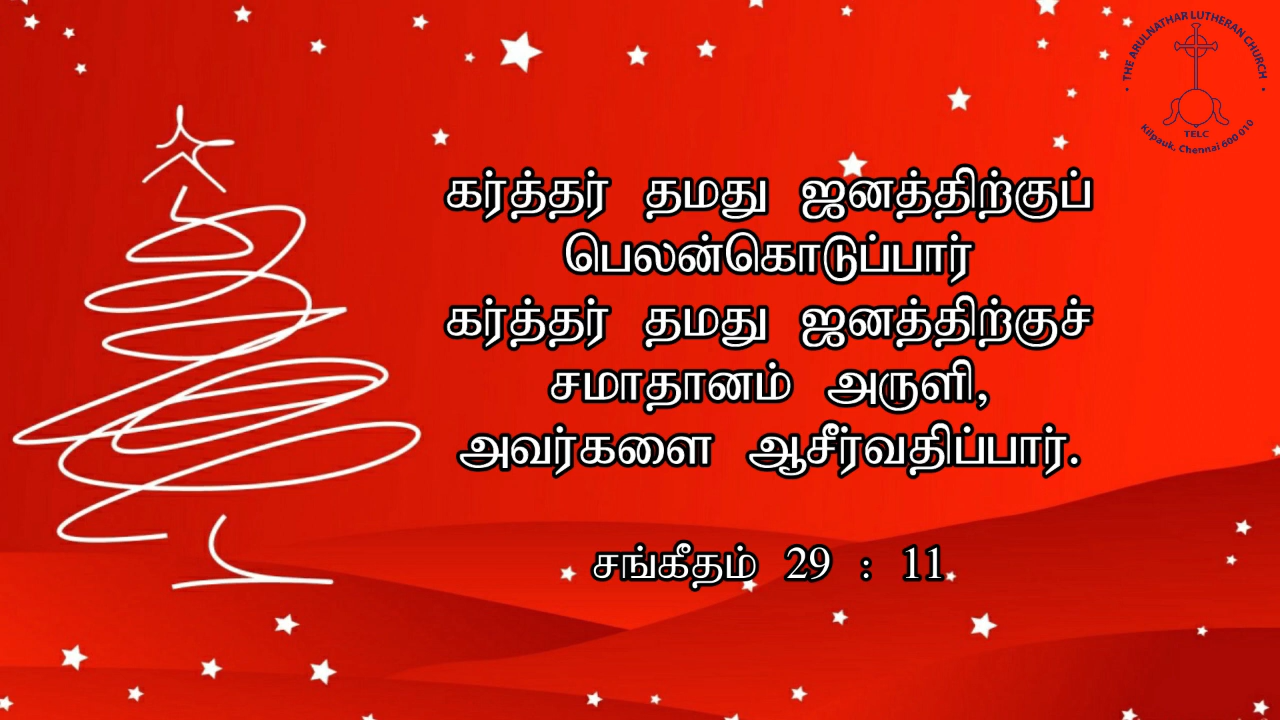 THE ARULNATHAR LUTHERAN CHURCH
TELC
Kilpauk, Chennai 600 010
கர்த்தர் தமது ஜனத்திற்குப்
பெலன்கொடுப்பார்
கர்த்தர் தமது ஜனத்திற்குச்
சமாதானம் அருளி,
அவர்களை ஆசீர்வதிப்பார்.
சங்கீதம் 29 : 11